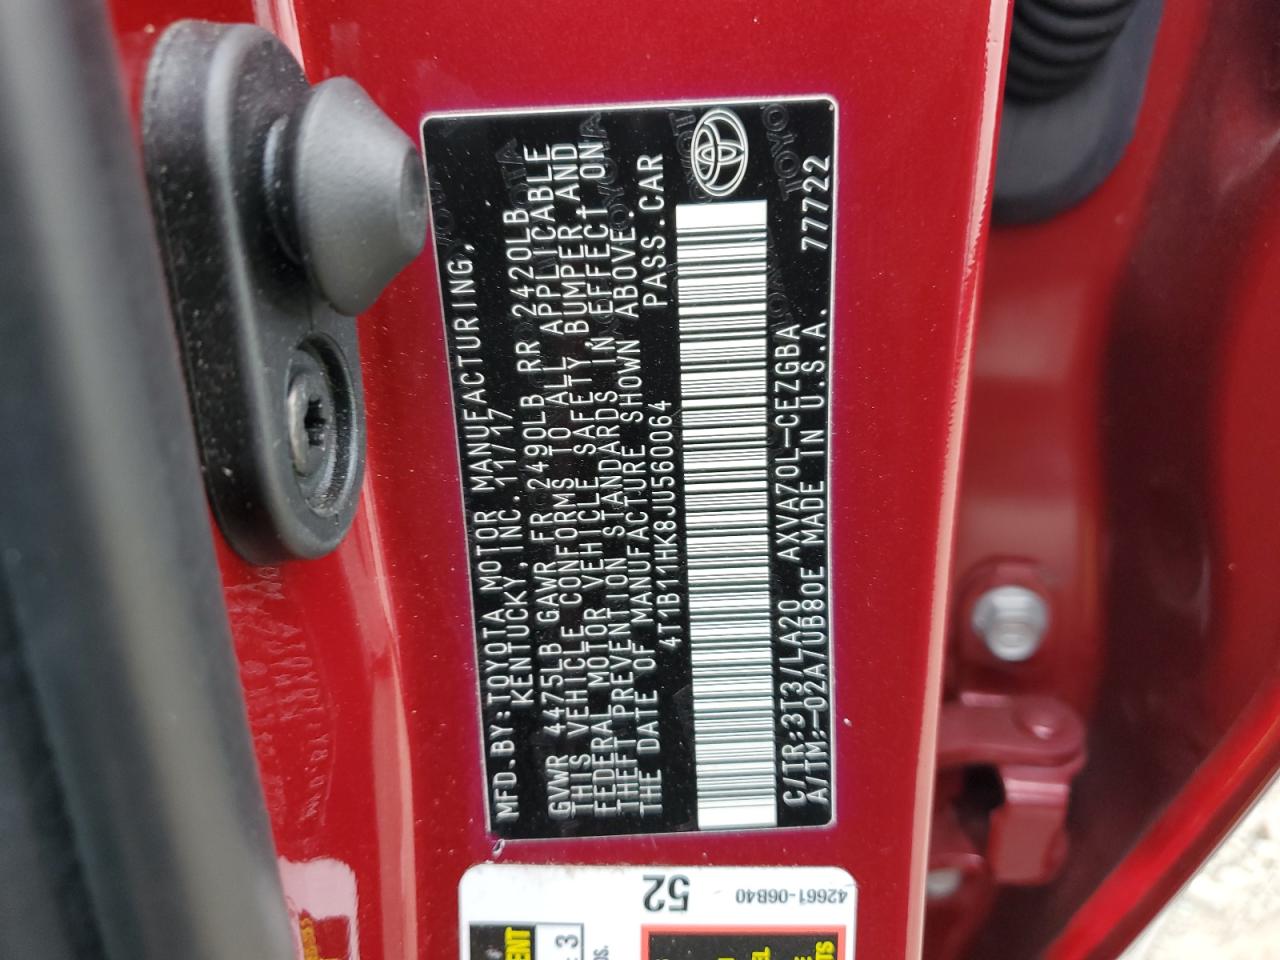 MFD.BY:TOYOTA MOTOR MANUFACTURING,
KENTUCKY,INC. 11/17
GVWR 4475LB GAWR FR 2490LB RR 2420LB
THIS VEHICLE CONFORMS TO ALL APPLICABLE
FEDERAL MOTOR VEHICLE SAFETY,BUMPER,AND
THEFT PREVENTION STANDARDS IN EFFECT ON
THE DATE OF MANUFACTURE SHOWN ABOVE.
4T1B11HK8JU560064 PASS.CAR
C/TR:3T3/LA20 AXVA70L-CEZGBA
A/TM:-02A/UB80E MADE IN U.S.A. 77722
52
42661-06B40